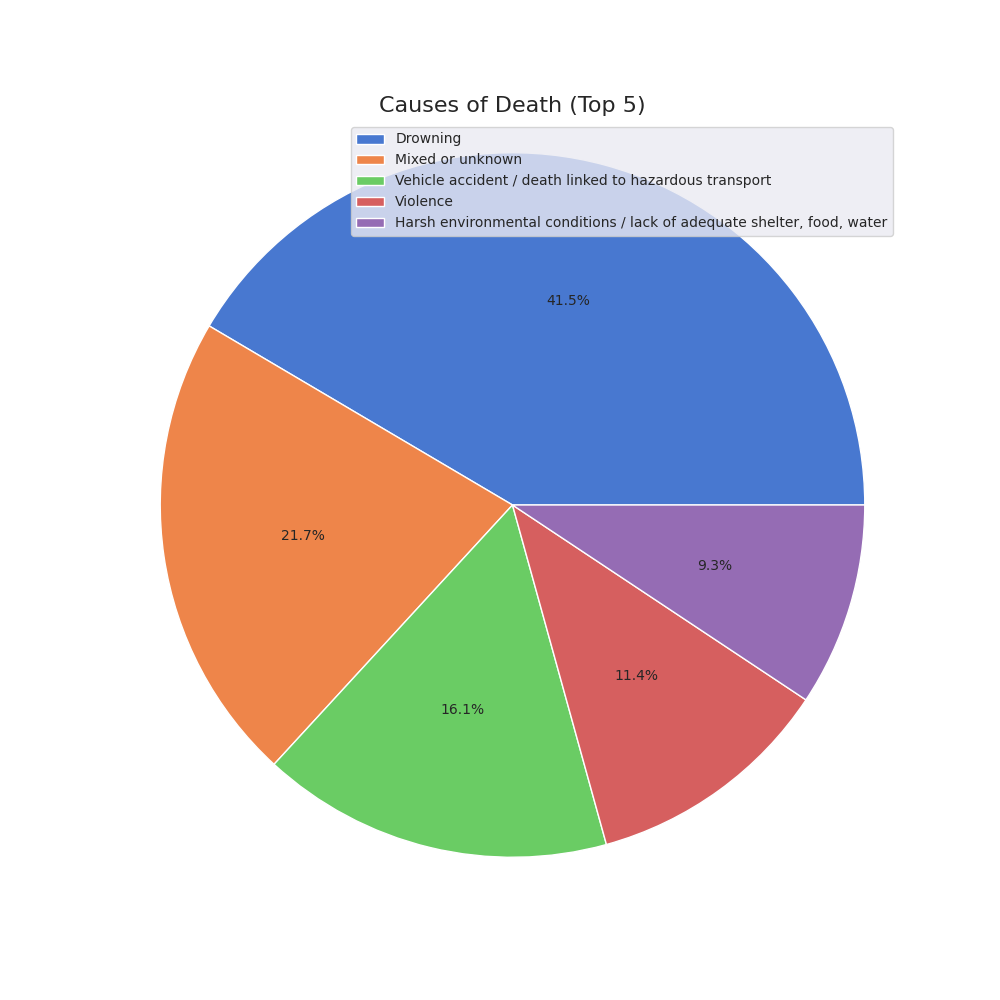 Causes of Death (Top 5)
Drowning
Mixed or unknown
Vehicle accident / death linked to hazardous transport
Violence
Harsh environmental conditions / lack of adequate shelter, food, water
41.5%
21.7%
9.3%
11.4%
16.1%